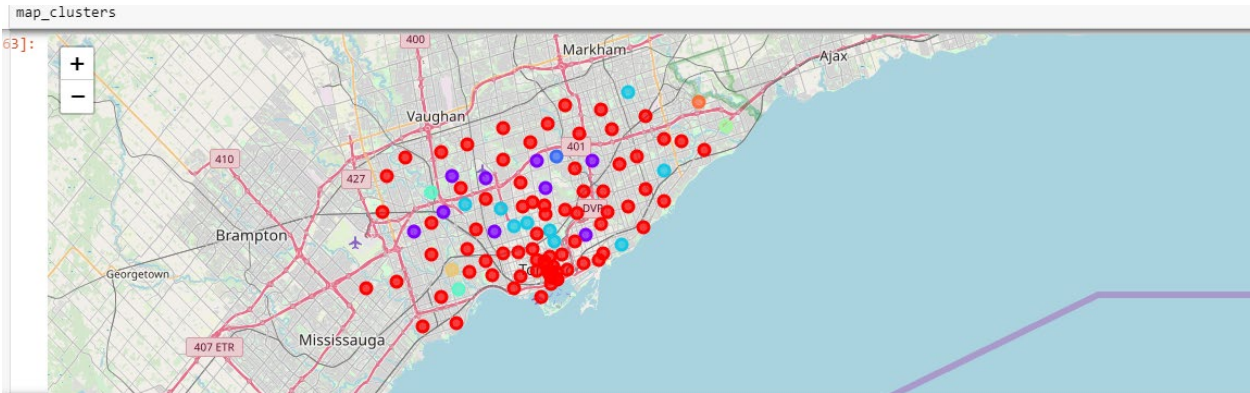 map_clusters
63]:
+
−
400
Markham
Ajax
Vaughan
401
410
427
DVP
Brampton
Georgetown
Mississauga
407 ETR